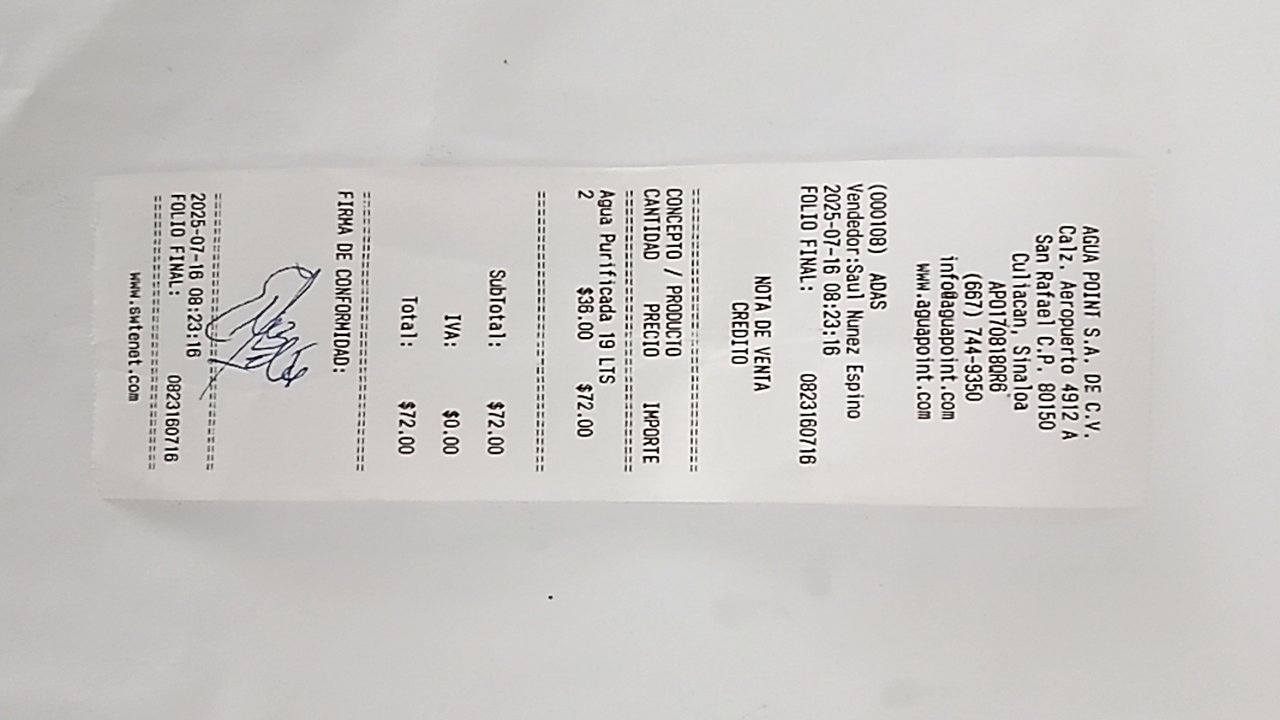 AGUA POINT S.A. DE C.V.
Calz. Aeropuerto 4912 A
San Rafael C.P. 80150
Culiacan, Sinaloa
APO170818QR6
(667) 744-9350
info@aguapoint.com
www.aguapoint.com
(000108) ADAS
Vendedor:Saul Nunez Espino
2025-07-16 08:23:16
FOLIO FINAL: 0823160716
NOTA DE VENTA
CREDITO
===================================
CONCEPTO / PRODUCTO
CANTIDAD PRECIO IMPORTE
===================================
Agua Purificada 19 LTS
2 $36.00 $72.00
===================================
SubTotal: $72.00
IVA: $0.00
Total: $72.00
===================================
FIRMA DE CONFORMIDAD:
===================================
2025-07-16 08:23:16
FOLIO FINAL: 0823160716
===================================
www.swtenet.com